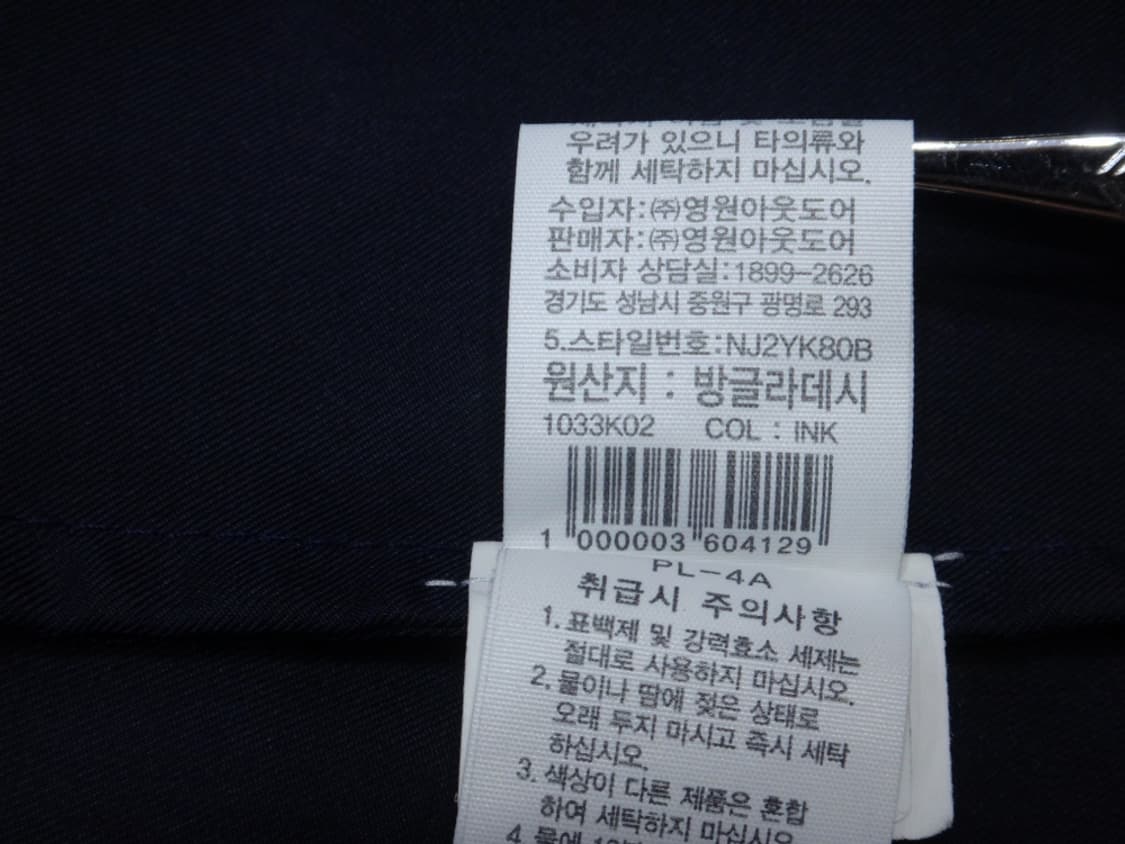 우려가 있으니 타의류와
함께 세탁하지 마십시오.
수입자:㈜영원아웃도어
판매자:㈜영원아웃도어
소비자 상담실:1899-2626
경기도 성남시 중원구 광명로 293
5.스타일번호:NJ2YK80B
원산지 : 방글라데시
1033K02 COL : INK
1 000003 604129
PL-4A
취급시 주의사항
1. 표백제 및 강력효소 세제는
절대로 사용하지 마십시오.
2. 물이나 땀에 젖은 상태로
오래 두지 마시고 즉시 세탁
하십시오.
3. 색상이 다른 제품은 혼합
하여 세탁하지 마십시오
4. 물에